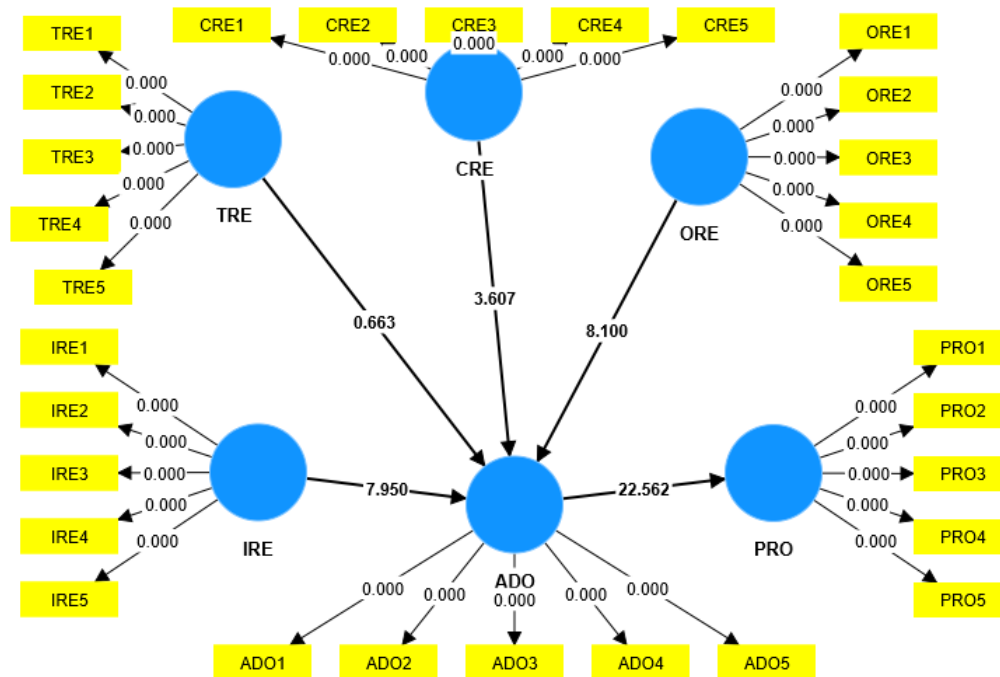 TRE1
TRE2
TRE3
TRE4
TRE5
0.000
0.000
0.000
0.000
0.000
TRE
CRE1
CRE2
CRE3
CRE4
CRE5
0.000
0.000
0.000
0.000
0.000
CRE
ORE1
ORE2
ORE3
ORE4
ORE5
0.000
0.000
0.000
0.000
0.000
ORE
0.663
3.607
8.100
IRE1
IRE2
IRE3
IRE4
IRE5
0.000
0.000
0.000
0.000
0.000
IRE
7.950
22.562
PRO1
PRO2
PRO3
PRO4
PRO5
0.000
0.000
0.000
0.000
0.000
PRO
ADO
0.000
0.000
0.000
0.000
0.000
ADO1
ADO2
ADO3
ADO4
ADO5